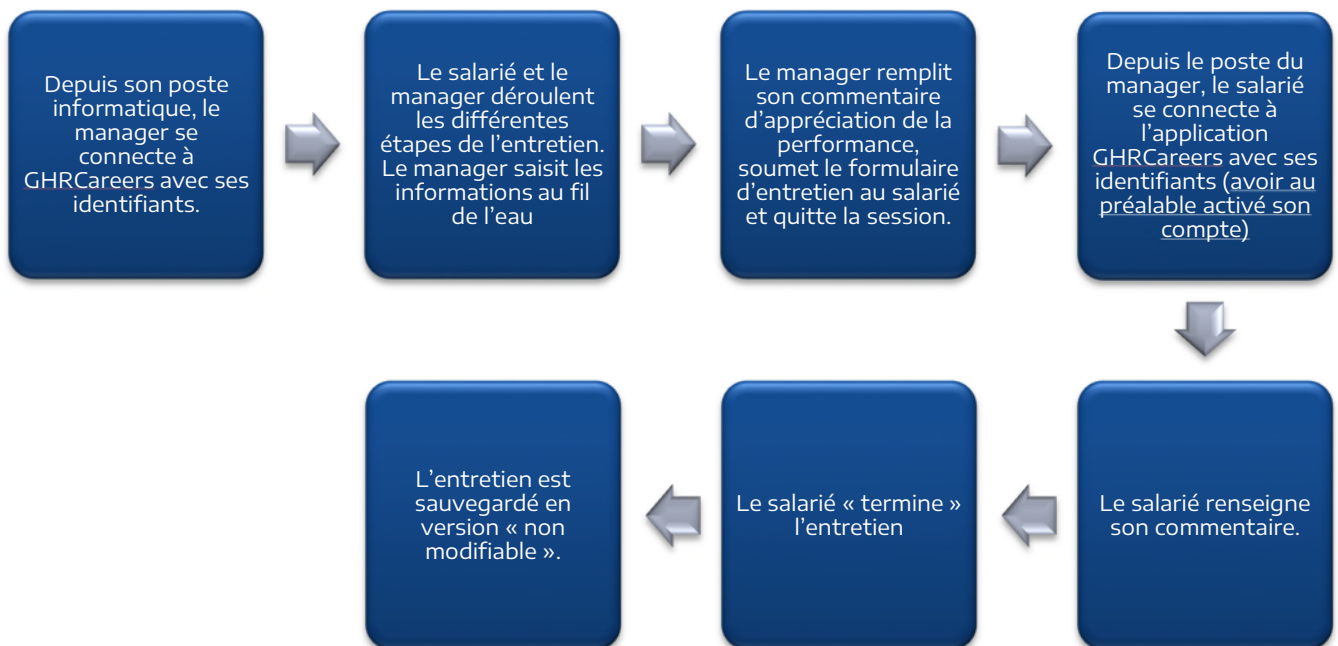 Depuis son poste
informatique, le
manager se
connecte à
GHRCareers avec ses
identifiants.
Le salarié et le
manager déroulent
les différentes
étapes de l’entretien.
Le manager saisit les
informations au fil
de l’eau
Le manager remplit
son commentaire
d’appréciation de la
performance,
soumet le formulaire
d’entretien au salarié
et quitte la session.
Depuis le poste du
manager, le salarié
se connecte à
l’application
GHRCareers avec ses
identifiants (avoir au
préalable activé son
compte)
Le salarié renseigne
son commentaire.
Le salarié « termine »
l’entretien
L’entretien est
sauvegardé en
version « non
modifiable ».